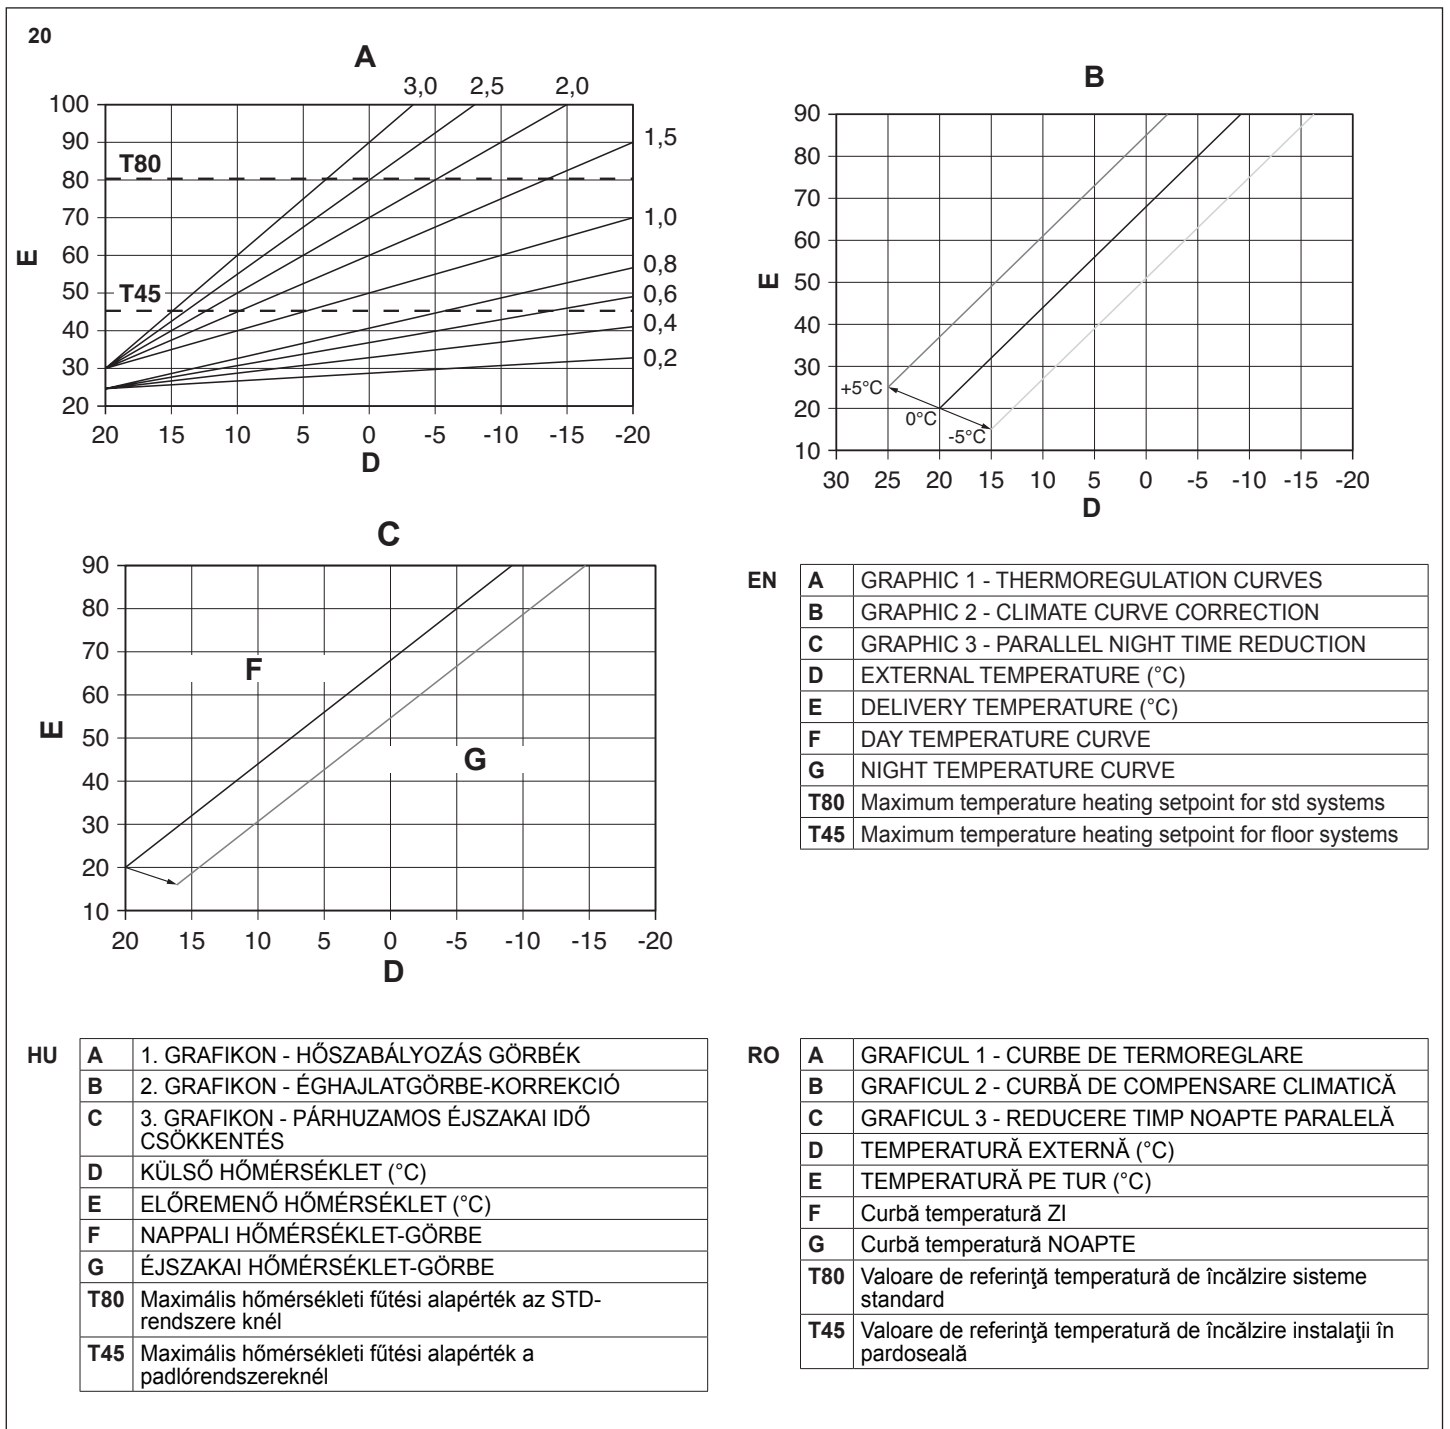 20
A
3,0 2,5 2,0
100
90
80
70
60
50
40
30
20
T80
T45
1,5
1,0
0,8
0,6
0,4
0,2
E
20 15 10 5 0 -5 -10 -15 -20
D
B
90
80
70
60
50
40
30
20
10
E
+5°C
0°C
-5°C
30 25 20 15 10 5 0 -5 -10 -15 -20
D
C
90
80
70
60
50
40
30
20
10
E
F
G
20 15 10 5 0 -5 -10 -15 -20
D
EN
A GRAPHIC 1 - THERMOREGULATION CURVES
B GRAPHIC 2 - CLIMATE CURVE CORRECTION
C GRAPHIC 3 - PARALLEL NIGHT TIME REDUCTION
D EXTERNAL TEMPERATURE (°C)
E DELIVERY TEMPERATURE (°C)
F DAY TEMPERATURE CURVE
G NIGHT TEMPERATURE CURVE
T80 Maximum temperature heating setpoint for std systems
T45 Maximum temperature heating setpoint for floor systems
HU
A 1. GRAFIKON - HŐSZABÁLYOZÁS GÖRBÉK
B 2. GRAFIKON - ÉGHAJLATGÖRBE-KORREKCIÓ
C 3. GRAFIKON - PÁRHUZAMOS ÉJSZAKAI IDŐ
CSÖKKENTÉS
D KÜLSŐ HŐMÉRSÉKLET (°C)
E ELŐREMENŐ HŐMÉRSÉKLET (°C)
F NAPPALI HŐMÉRSÉKLET-GÖRBE
G ÉJSZAKAI HŐMÉRSÉKLET-GÖRBE
T80 Maximális hőmérsékleti fűtési alapérték az STD-
rendszere knél
T45 Maximális hőmérsékleti fűtési alapérték a
padlórendszereknél
RO
A GRAFICUL 1 - CURBE DE TERMOREGLARE
B GRAFICUL 2 - CURBĂ DE COMPENSARE CLIMATICĂ
C GRAFICUL 3 - REDUCERE TIMP NOAPTE PARALELĂ
D TEMPERATURĂ EXTERNĂ (°C)
E TEMPERATURĂ PE TUR (°C)
F Curbă temperatură ZI
G Curbă temperatură NOAPTE
T80 Valoare de referinţă temperatură de încălzire sisteme
standard
T45 Valoare de referinţă temperatură de încălzire instalaţii în
pardoseală